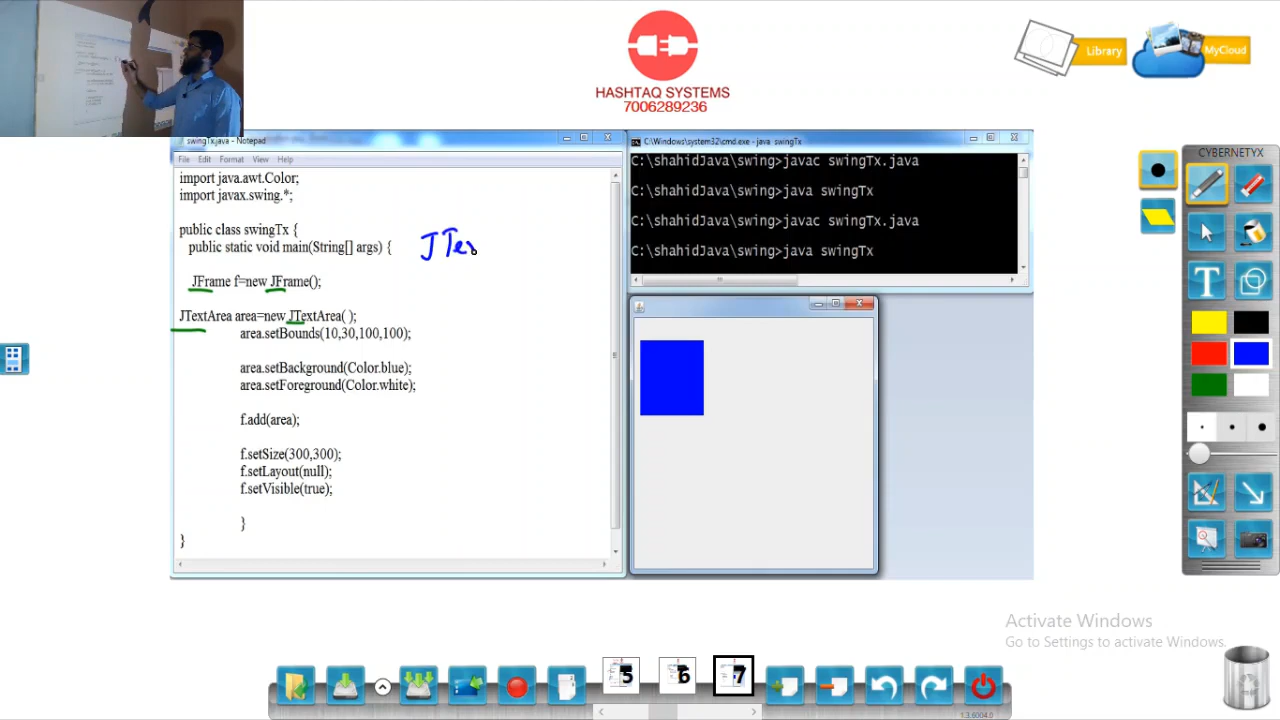 HASHTAQ SYSTEMS
7006289236
Library
MyCloud
swingTx.java - Notepad
File Edit Format View Help
import java.awt.Color;
import javax.swing.*;
public class swingTx {
public static void main(String[] args) {
JTex
JFrame f=new JFrame();
JTextArea area=new JTextArea( );
area.setBounds(10,30,100,100);
area.setBackground(Color.blue);
area.setForeground(Color.white);
f.add(area);
f.setSize(300,300);
f.setLayout(null);
f.setVisible(true);
}
}
C:\Windows\system32\cmd.exe - java swingTx
C:\shahidJava\swing>javac swingTx.java
C:\shahidJava\swing>java swingTx
C:\shahidJava\swing>javac swingTx.java
C:\shahidJava\swing>java swingTx
CYBERNETYX
T
Activate Windows
Go to Settings to activate Windows.
5 6 7
1.3.6004.0